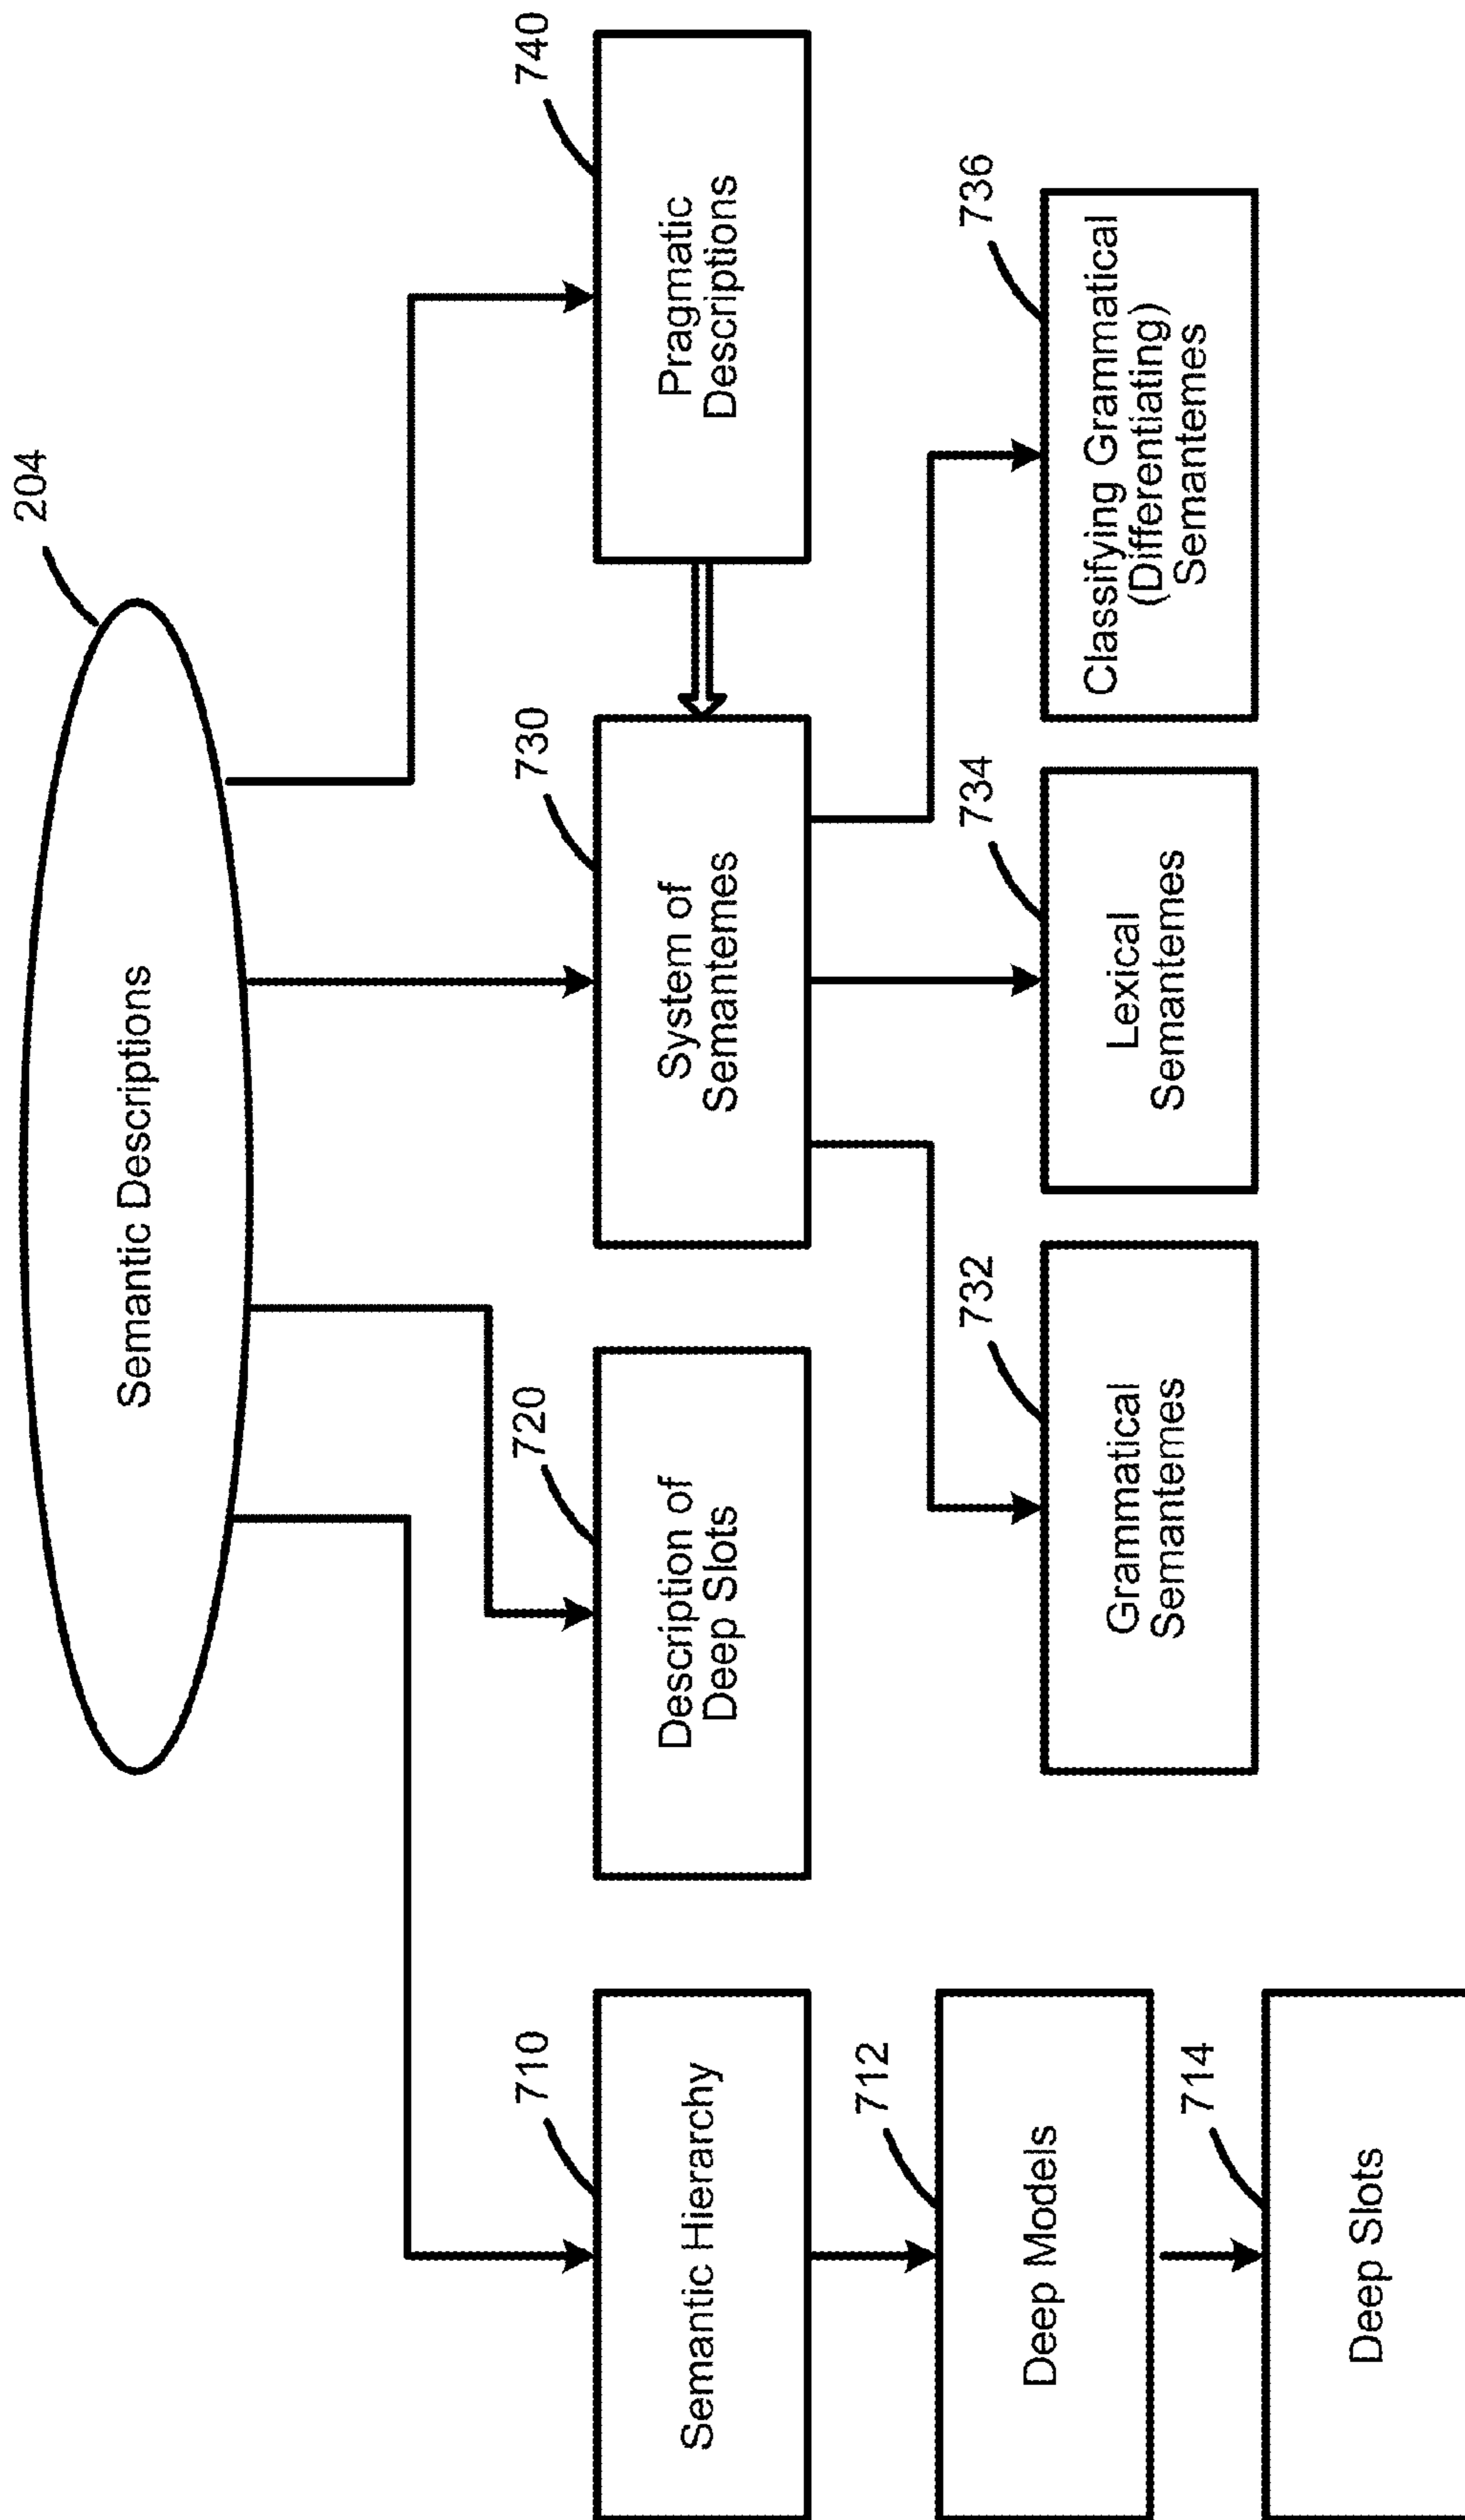 204
Semantic Descriptions
710
Semantic Hierarchy
720
Description of
Deep Slots
730
System of
Semantemes
740
Pragmatic
Descriptions
712
Deep Models
714
Deep Slots
732
Grammatical
Semantemes
734
Lexical
Semantemes
736
Classifying Grammatical
(Differentiating)
Semantemes